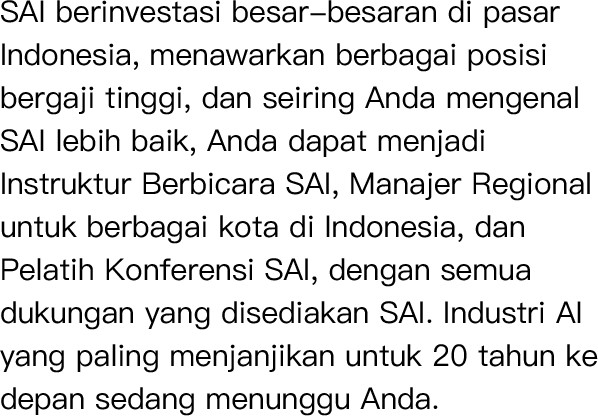 SAI berinvestasi besar-besaran di pasar
Indonesia, menawarkan berbagai posisi
bergaji tinggi, dan seiring Anda mengenal
SAI lebih baik, Anda dapat menjadi
Instruktur Berbicara SAI, Manajer Regional
untuk berbagai kota di Indonesia, dan
Pelatih Konferensi SAI, dengan semua
dukungan yang disediakan SAI. Industri AI
yang paling menjanjikan untuk 20 tahun ke
depan sedang menunggu Anda.